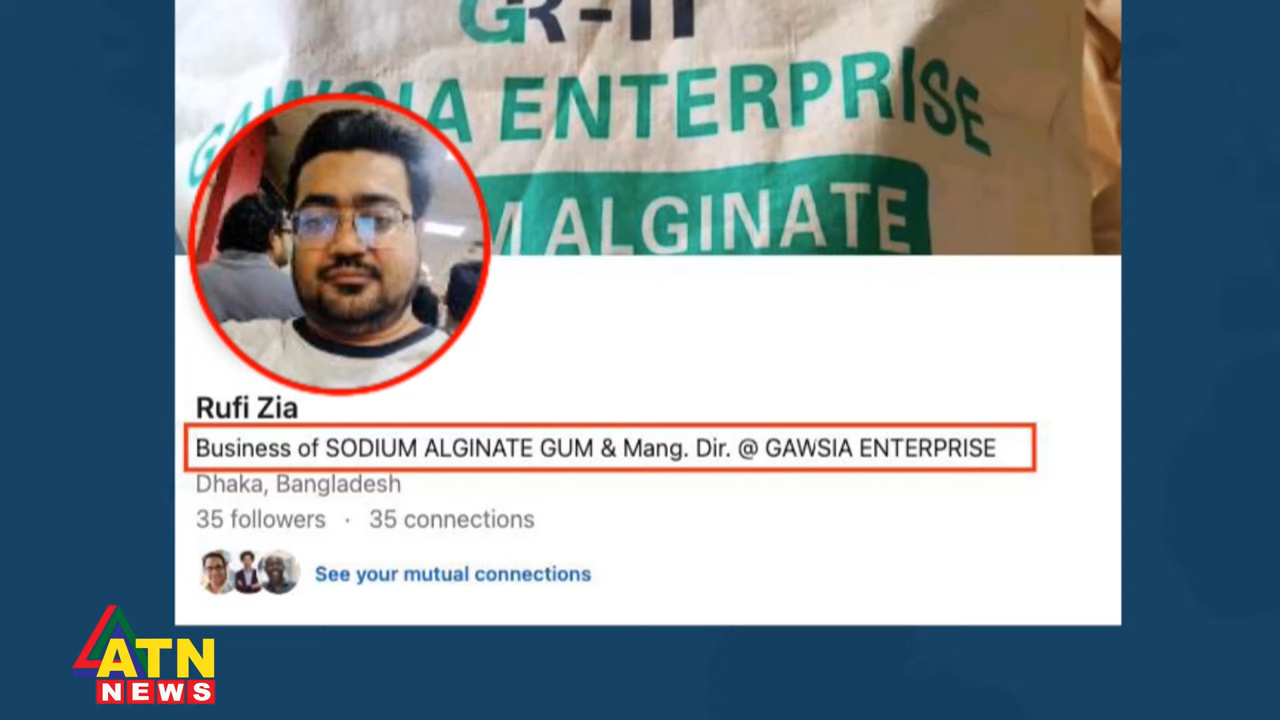 GR-11
GAWSIA ENTERPRISE
M ALGINATE
Rufi Zia
Business of SODIUM ALGINATE GUM & Mang. Dir. @ GAWSIA ENTERPRISE
Dhaka, Bangladesh
35 followers · 35 connections
See your mutual connections
ATN
NEWS